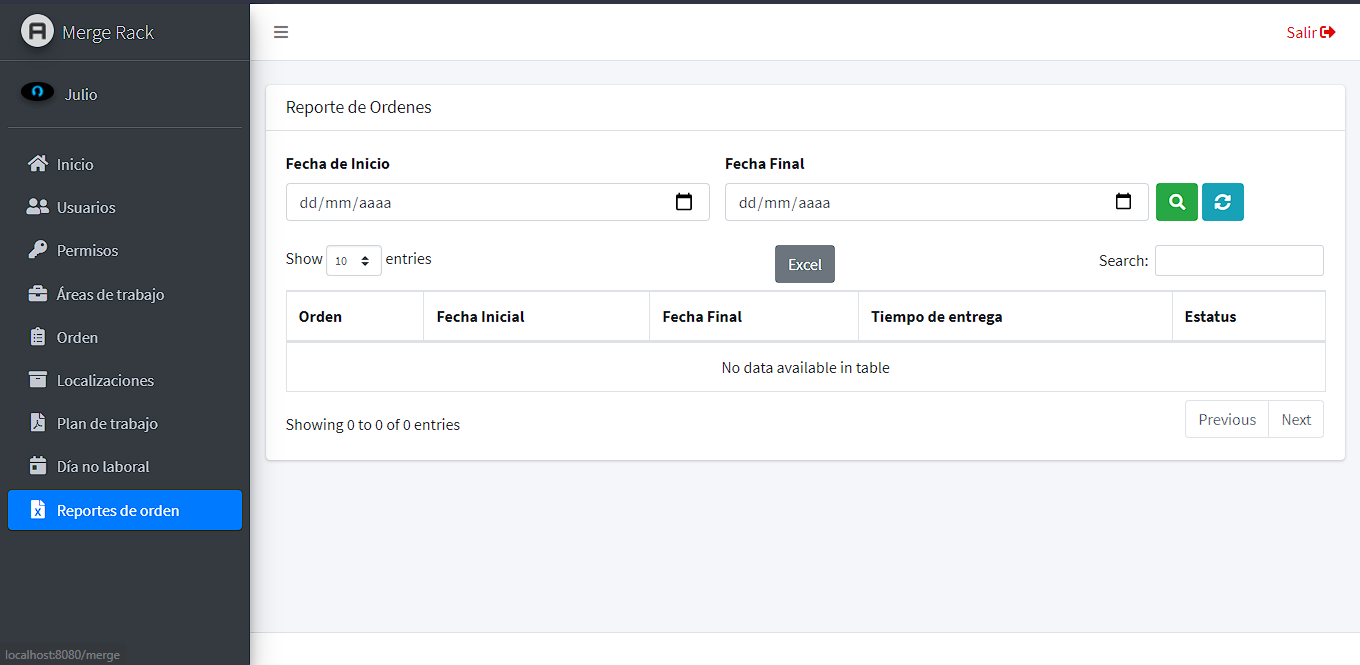 Merge Rack
Salir
Julio
Inicio
Usuarios
Permisos
Áreas de trabajo
Orden
Localizaciones
Plan de trabajo
Día no laboral
Reportes de orden
localhost:8080/merge
Reporte de Ordenes
Fecha de Inicio Fecha Final
dd/mm/aaaa dd/mm/aaaa
Show 10 entries Excel Search:
Orden Fecha Inicial Fecha Final Tiempo de entrega Estatus
No data available in table
Showing 0 to 0 of 0 entries Previous Next